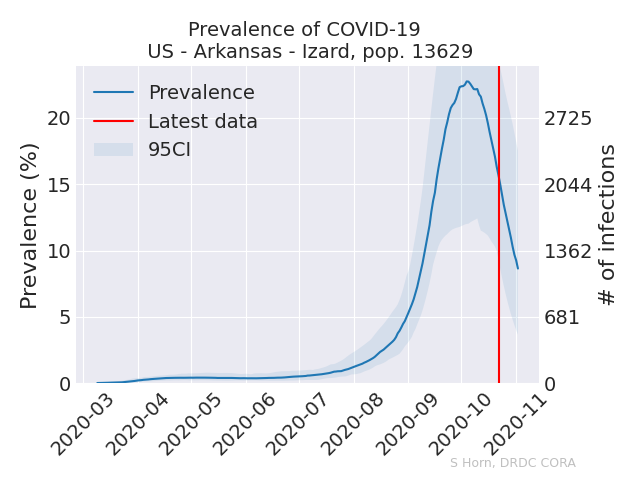 Prevalence of COVID-19
US - Arkansas - Izard, pop. 13629
Prevalence
Latest data
95CI
Prevalence (%)
20
15
10
5
0
2725
2044
1362
681
0
# of infections
2020-03
2020-04
2020-05
2020-06
2020-07
2020-08
2020-09
2020-10
2020-11
S Horn, DRDC CORA